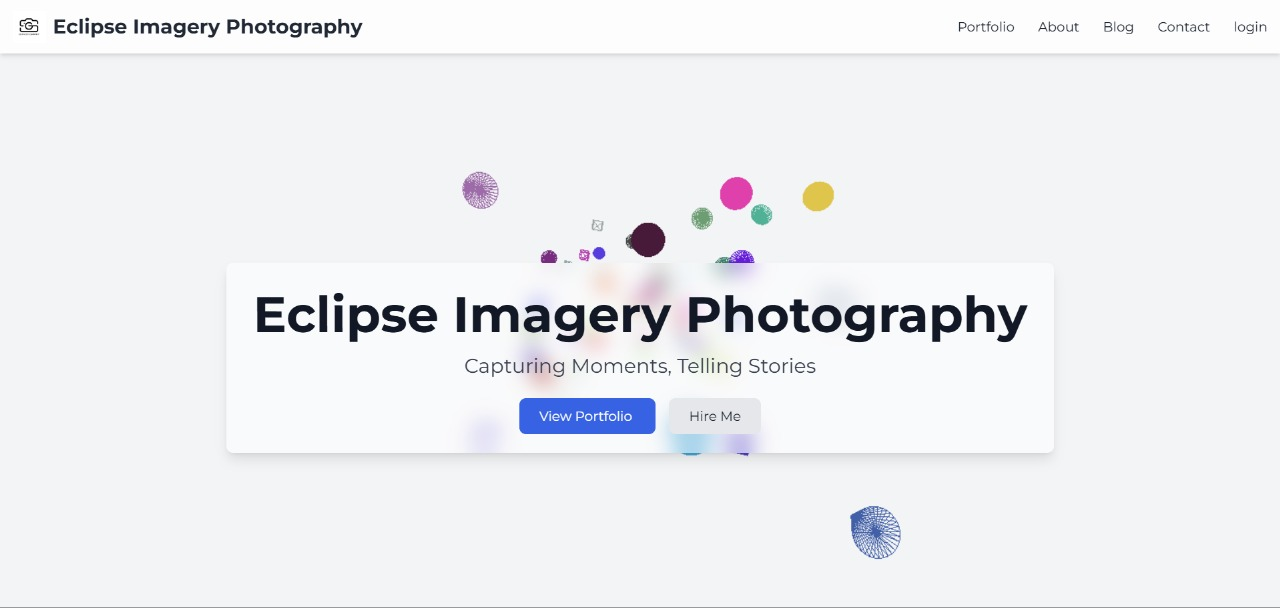 Eclipse Imagery Photography
Portfolio About Blog Contact login
Eclipse Imagery Photography
Capturing Moments, Telling Stories
View Portfolio Hire Me